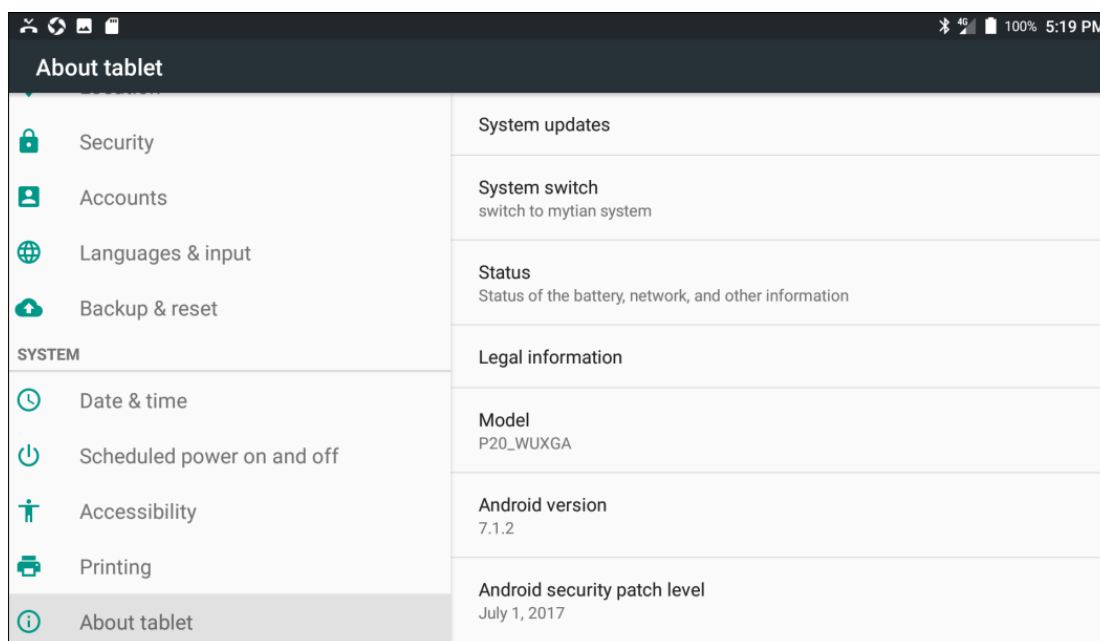 4G 100% 5:19 PM
About tablet
Location
Security
Accounts
Languages & input
Backup & reset
SYSTEM
Date & time
Scheduled power on and off
Accessibility
Printing
About tablet
System updates
System switch
switch to mytian system
Status
Status of the battery, network, and other information
Legal information
Model
P20_WUXGA
Android version
7.1.2
Android security patch level
July 1, 2017